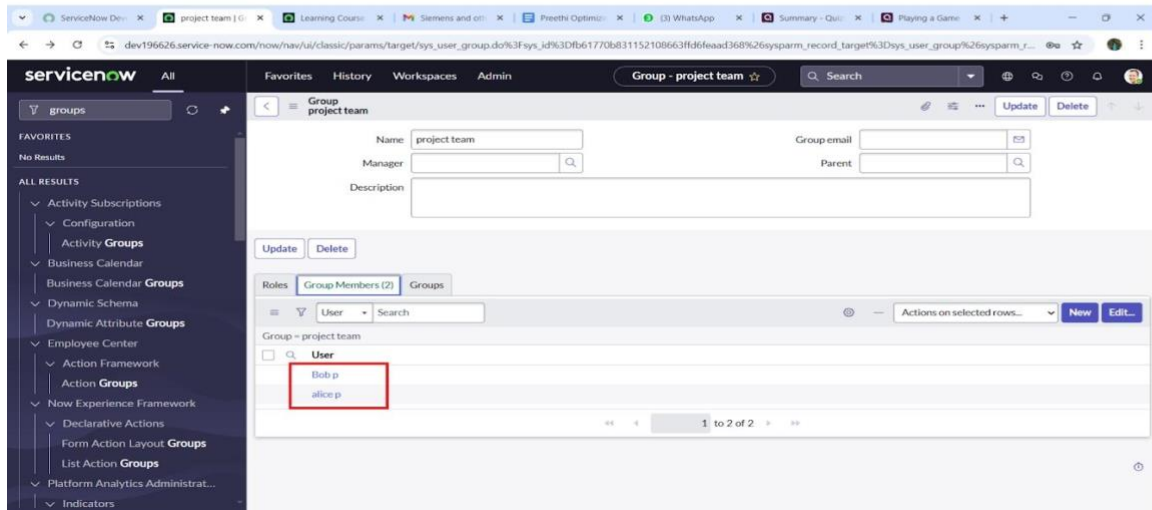 ServiceNow Dev
project team | G
Learning Course
Siemens and oth
Preethi Optimiz
(3) WhatsApp
Summary - Quiz
Playing a Game
dev196626.service-now.com/now/nav/ui/classic/params/target/sys_user_group.do%3Fsys_id%3Dfb61770b831152108663ffd6feaad368%26sysparm_record_target%3Dsys_user_group%26sysparm_r...
servicenow All Favorites History Workspaces Admin Group - project team Search
groups
FAVORITES
No Results
ALL RESULTS
Activity Subscriptions
Configuration
Activity Groups
Business Calendar
Business Calendar Groups
Dynamic Schema
Dynamic Attribute Groups
Employee Center
Action Framework
Action Groups
Now Experience Framework
Declarative Actions
Form Action Layout Groups
List Action Groups
Platform Analytics Administrat...
Indicators
Group
project team
Update Delete
Name project team
Group email
Manager
Parent
Description
Update Delete
Roles Group Members (2) Groups
User Search Actions on selected rows... New Edit...
Group = project team
User
Bob p
alice p
1 to 2 of 2